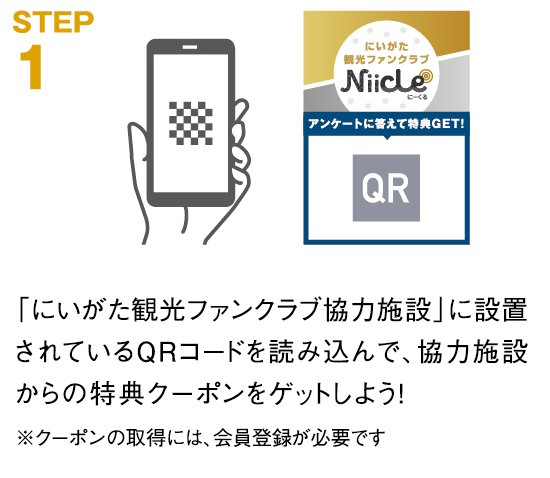 STEP
1
にいがた
観光ファンクラブ
Niicle
にーくる
アンケートに答えて特典GET!
QR
「にいがた観光ファンクラブ協力施設」に設置
されているQRコードを読み込んで、協力施設
からの特典クーポンをゲットしよう!
※クーポンの取得には、会員登録が必要です